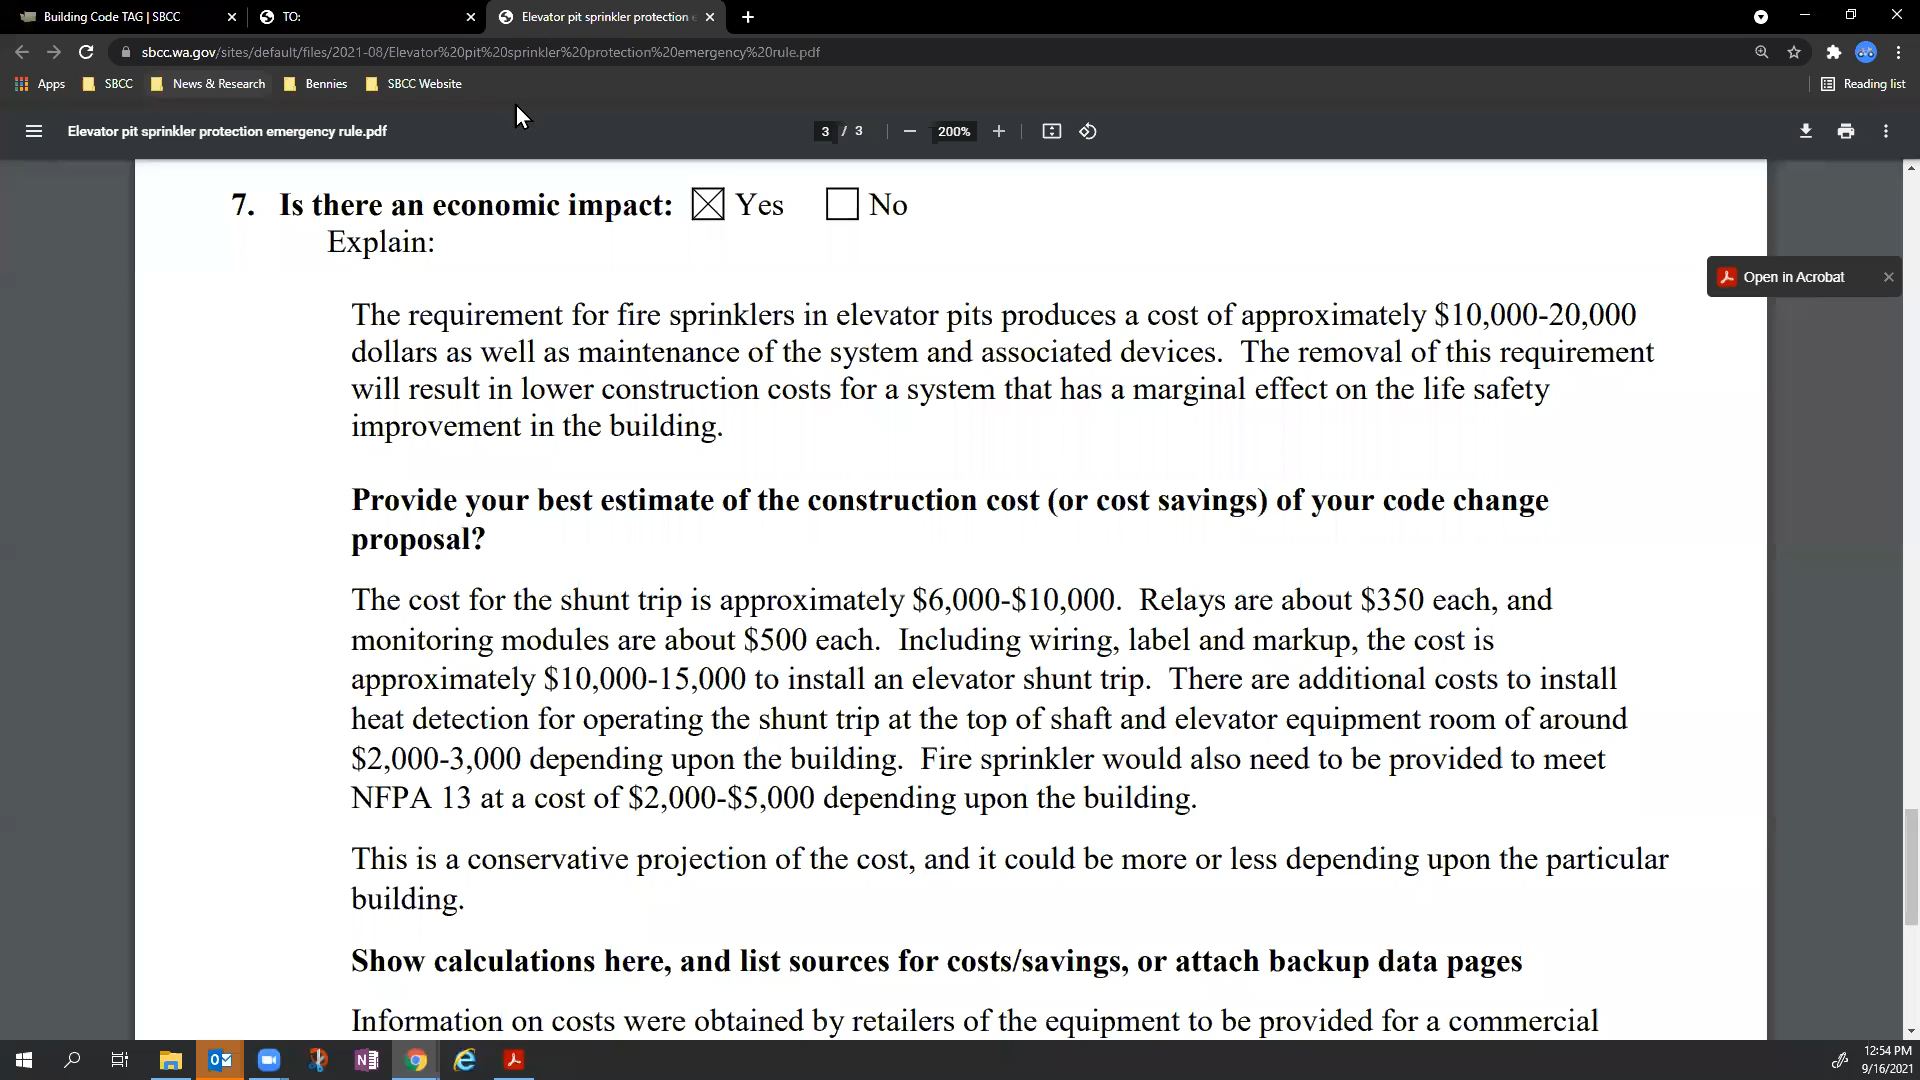 Building Code TAG | SBCC
TO:
Elevator pit sprinkler protection e
sbcc.wa.gov/sites/default/files/2021-08/Elevator%20pit%20sprinkler%20protection%20emergency%20rule.pdf
Apps
SBCC
News & Research
Bennies
SBCC Website
Reading list
Elevator pit sprinkler protection emergency rule.pdf
3 / 3
200%
7. Is there an economic impact: Yes No
Explain:
Open in Acrobat
The requirement for fire sprinklers in elevator pits produces a cost of approximately $10,000-20,000
dollars as well as maintenance of the system and associated devices. The removal of this requirement
will result in lower construction costs for a system that has a marginal effect on the life safety
improvement in the building.
Provide your best estimate of the construction cost (or cost savings) of your code change
proposal?
The cost for the shunt trip is approximately $6,000-$10,000. Relays are about $350 each, and
monitoring modules are about $500 each. Including wiring, label and markup, the cost is
approximately $10,000-15,000 to install an elevator shunt trip. There are additional costs to install
heat detection for operating the shunt trip at the top of shaft and elevator equipment room of around
$2,000-3,000 depending upon the building. Fire sprinkler would also need to be provided to meet
NFPA 13 at a cost of $2,000-$5,000 depending upon the building.
This is a conservative projection of the cost, and it could be more or less depending upon the particular
building.
Show calculations here, and list sources for costs/savings, or attach backup data pages
Information on costs were obtained by retailers of the equipment to be provided for a commercial
12:54 PM
9/16/2021